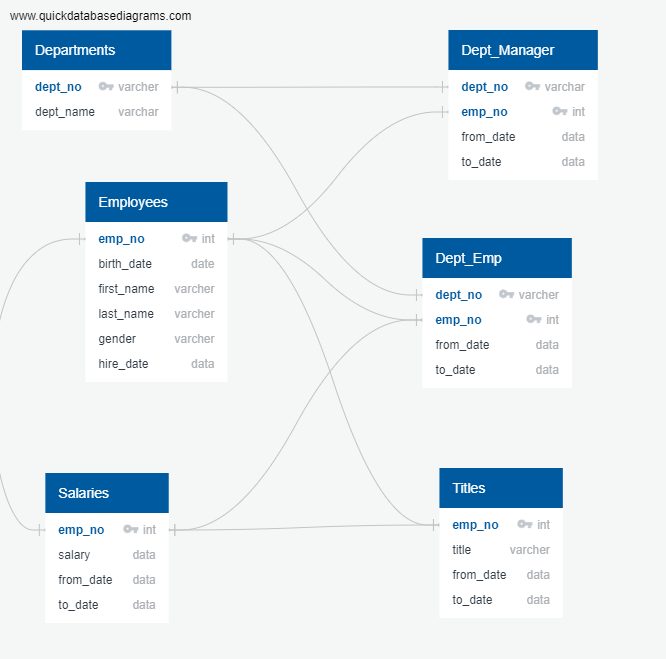 www.quickdatabasediagrams.com
Departments
dept_no varcher
dept_name varchar
Dept_Manager
dept_no varchar
emp_no int
from_date data
to_date data
Employees
emp_no int
birth_date date
first_name varcher
last_name varcher
gender varcher
hire_date data
Dept_Emp
dept_no varcher
emp_no int
from_date data
to_date data
Salaries
emp_no int
salary data
from_date data
to_date data
Titles
emp_no int
title varcher
from_date data
to_date data